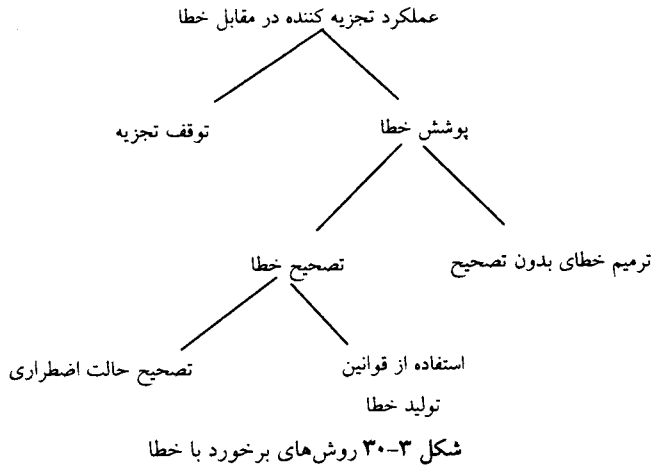 عملکرد تجزیه کننده در مقابل خطا
پوشش خطا
توقف تجزیه
ترمیم خطای بدون تصحیح
تصحیح خطا
استفاده از قوانین
تولید خطا
تصحیح حالت اضطراری
شکل ۳-۳۰ روش‌های برخورد با خطا